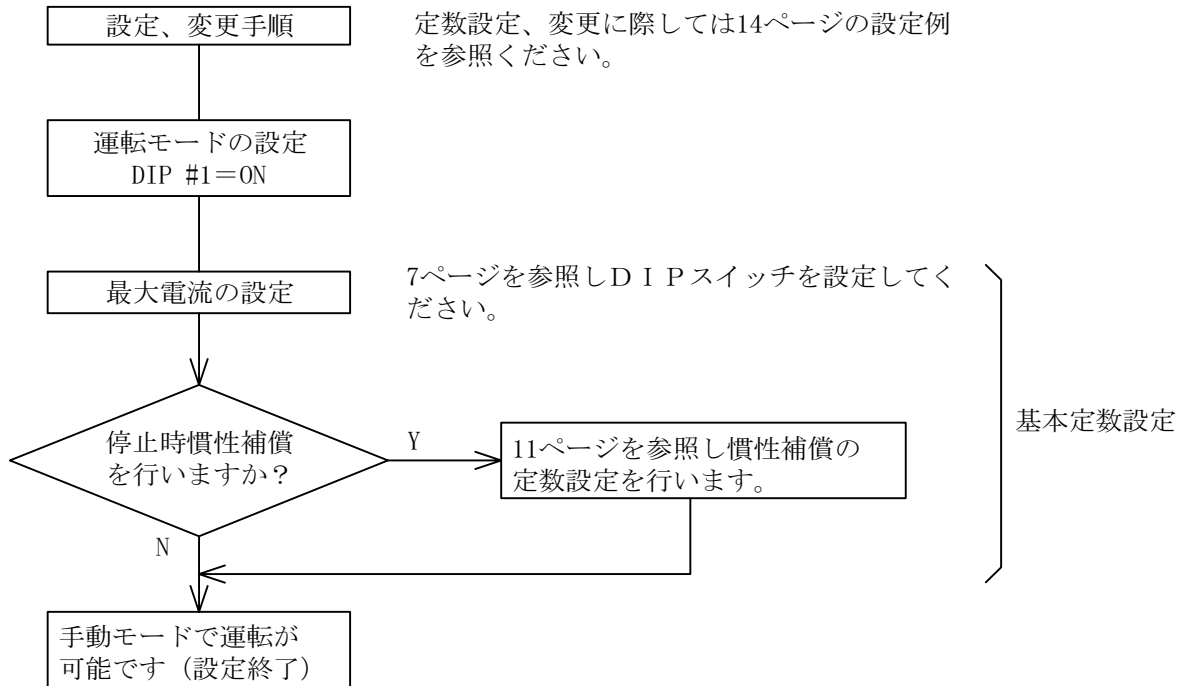 設定、変更手順
定数設定、変更に際しては14ページの設定例
を参照ください。
運転モードの設定
DIP #1=ON
最大電流の設定
7ページを参照しDIPスイッチを設定してく
ださい。
停止時慣性補償
を行いますか?
Y
11ページを参照し慣性補償の
定数設定を行います。
基本定数設定
N
手動モードで運転が
可能です(設定終了)